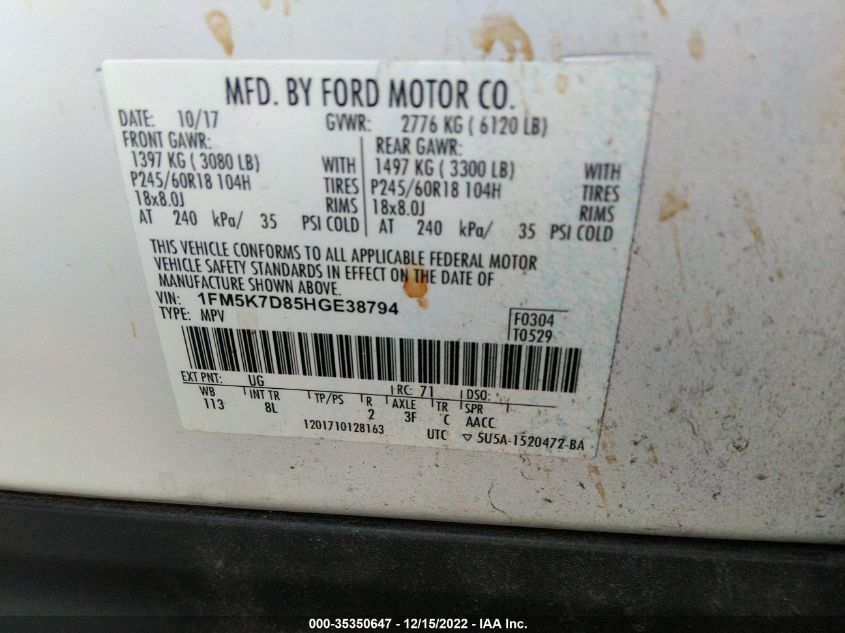 MFD. BY FORD MOTOR CO.
DATE: 10/17 GVWR: 2776 KG ( 6120 LB)
FRONT GAWR: REAR GAWR:
1397 KG ( 3080 LB) WITH 1497 KG ( 3300 LB) WITH
P245/60R18 104H TIRES P245/60R18 104H TIRES
18x8.0J RIMS 18x8.0J RIMS
AT 240 kPa/ 35 PSI COLD AT 240 kPa/ 35 PSI COLD
THIS VEHICLE CONFORMS TO ALL APPLICABLE FEDERAL MOTOR
VEHICLE SAFETY STANDARDS IN EFFECT ON THE DATE OF
MANUFACTURE SHOWN ABOVE.
VIN: 1FM5K7D85HGE38794
TYPE: MPV
F0304
T0529
EXT PNT: UG RC: 71 DSO:
WB INT TR TP/PS R AXLE TR SPR
113 8L 2 3F C AACC
1201710128163 UTC ▽ 5U5A-1520472-BA
000-35350647 - 12/15/2022 - IAA Inc.